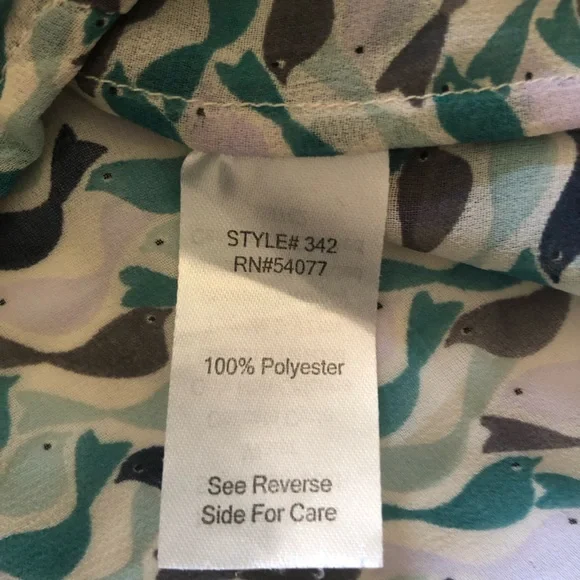 STYLE# 342
RN#54077
100% Polyester
See Reverse
Side For Care